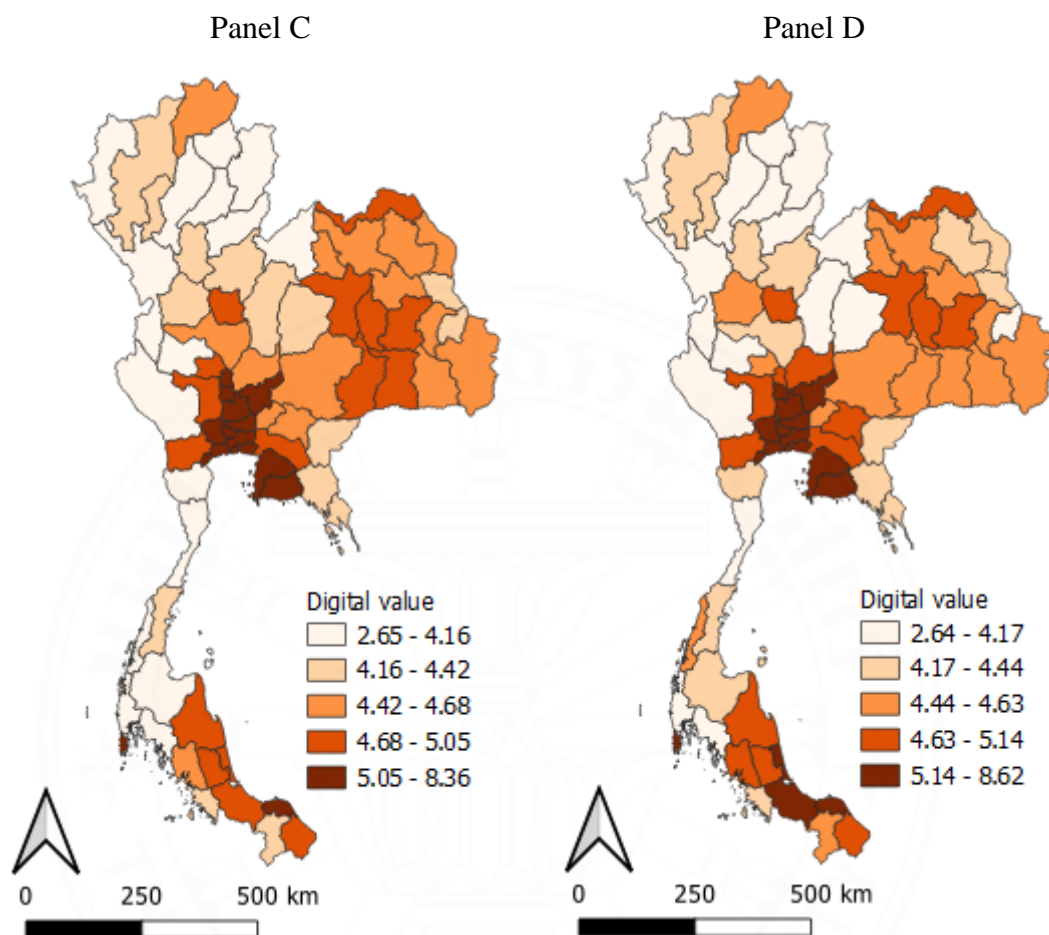 Panel C
Panel D
Digital value
2.65 - 4.16
4.16 - 4.42
4.42 - 4.68
4.68 - 5.05
5.05 - 8.36
Digital value
2.64 - 4.17
4.17 - 4.44
4.44 - 4.63
4.63 - 5.14
5.14 - 8.62
0 250 500 km
0 250 500 km